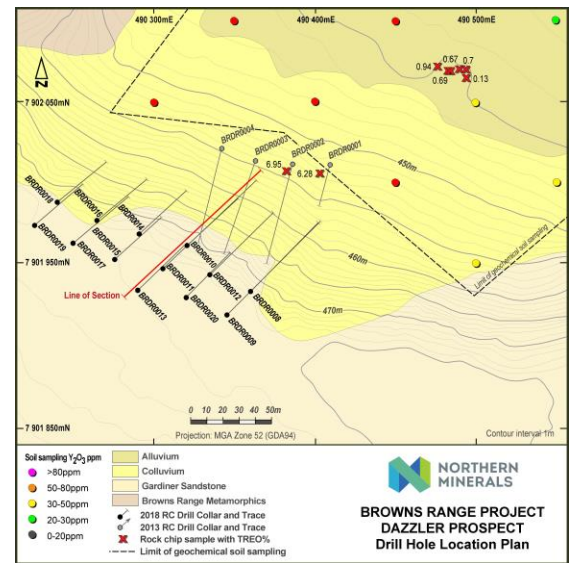 490 300mE
490 400mE
490 500mE
N
7 902 050mN
7 901 950mN
7 901 850mN
0.94
0.67
0.7
0.69
0.13
BRDR0004
BRDR0003
BRDR0002
BRDR0001
6.95
6.28
450m
460m
470m
Limit of geochemical soil sampling
BRDR0018
BRDR0016
BRDR0014
BRDR0019
BRDR0017
BRDR0015
BRDR0010
BRDR0011
BRDR0012
BRDR0008
BRDR0013
BRDR0020
BRDR0009
Line of Section
0 10 20 30 40 50m
Projection: MGA Zone 52 (GDA94)
Contour interval 1m
Soil sampling Y₂O₃ ppm
>80ppm
50-80ppm
30-50ppm
20-30ppm
0-20ppm
Alluvium
Colluvium
Gardiner Sandstone
Browns Range Metamorphics
2018 RC Drill Collar and Trace
2013 RC Drill Collar and Trace
Rock chip sample with TREO%
Limit of geochemical soil sampling
NORTHERN
MINERALS
BROWNS RANGE PROJECT
DAZZLER PROSPECT
Drill Hole Location Plan